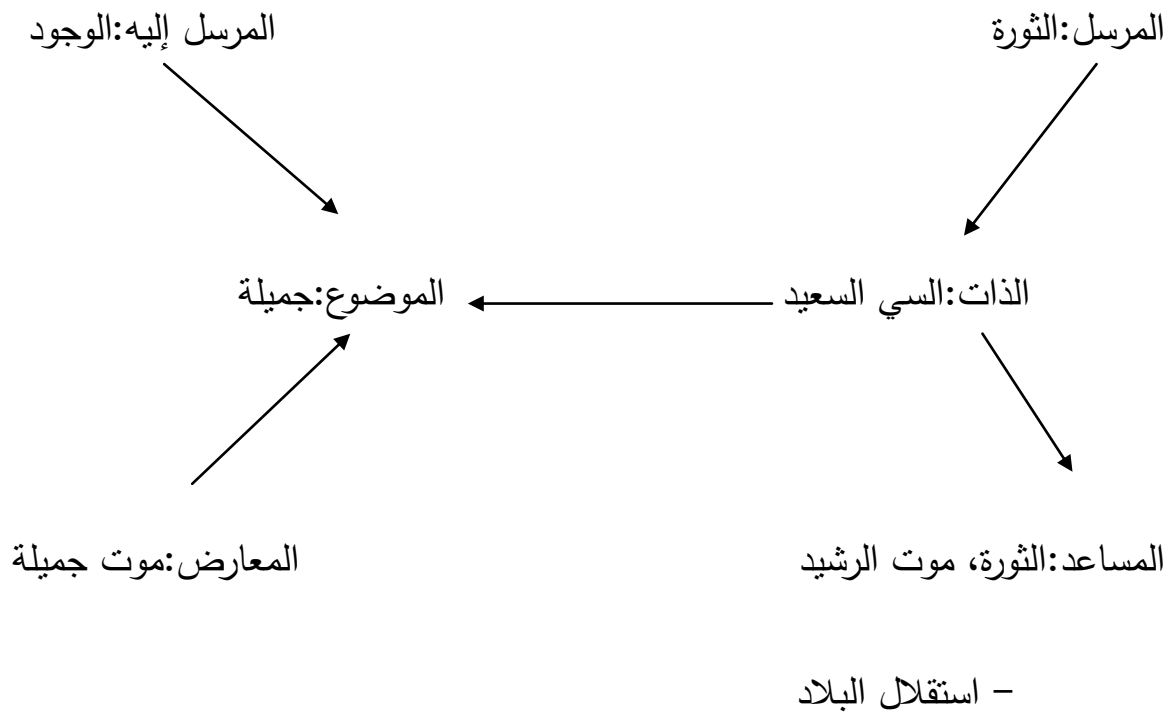 المرسل:الثورة
المرسل إليه:الوجود
الذات:السي السعيد
الموضوع:جميلة
المساعد:الثورة، موت الرشيد
المعارض:موت جميلة
– استقلال البلاد